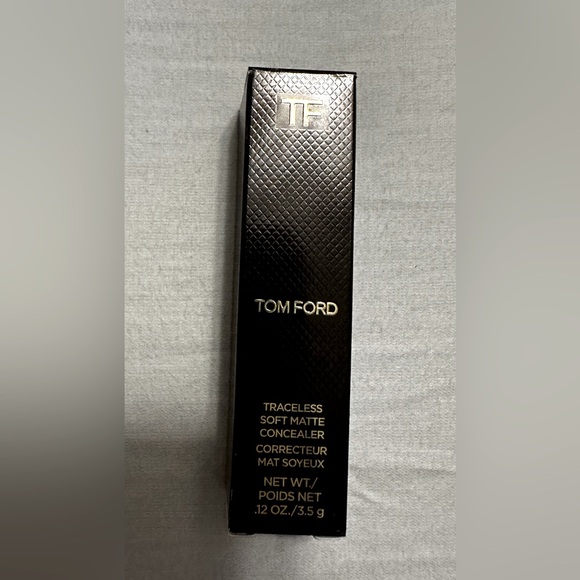 TF
TOM FORD
TRACELESS
SOFT MATTE
CONCEALER
CORRECTEUR
MAT SOYEUX
NET WT./
POIDS NET
.12 OZ./3.5 g